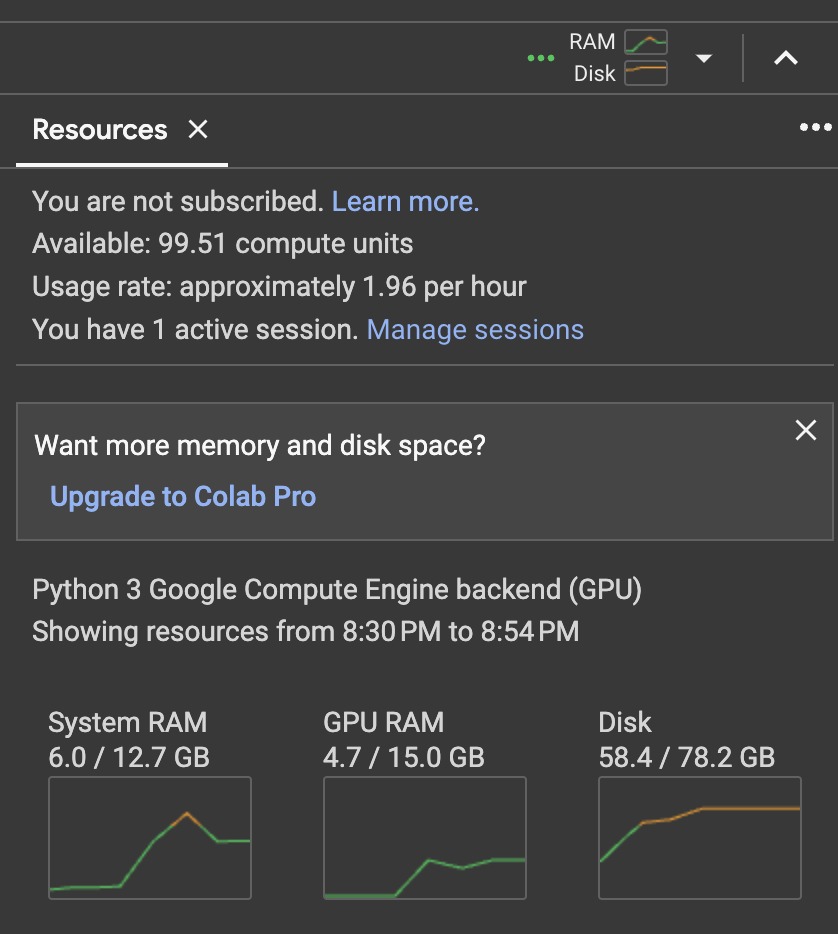 RAM
Disk
Resources
You are not subscribed. Learn more.
Available: 99.51 compute units
Usage rate: approximately 1.96 per hour
You have 1 active session. Manage sessions
Want more memory and disk space?
Upgrade to Colab Pro
Python 3 Google Compute Engine backend (GPU)
Showing resources from 8:30 PM to 8:54 PM
System RAM
6.0 / 12.7 GB
GPU RAM
4.7 / 15.0 GB
Disk
58.4 / 78.2 GB